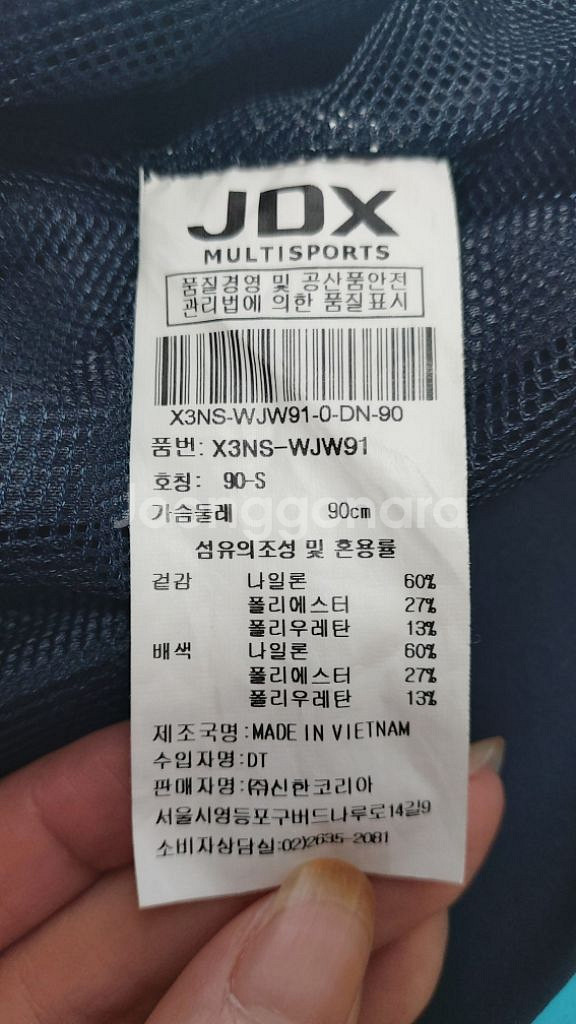 JDX
MULTISPORTS
품질경영 및 공산품안전
관리법에 의한 품질표시
X3NS-WJW91-0-DN-90
품번: X3NS-WJW91
호칭: 90-S
가슴둘레 90cm
Joonggonara
섬유의조성 및 혼용률
겉감 나일론 60%
폴리에스터 27%
폴리우레탄 13%
배색 나일론 60%
폴리에스터 27%
폴리우레탄 13%
제조국명:MADE IN VIETNAM
수입자명:DT
판매자명:㈜신한코리아
서울시영등포구버드나루로14길9
소비자상담실:02)2635-2081